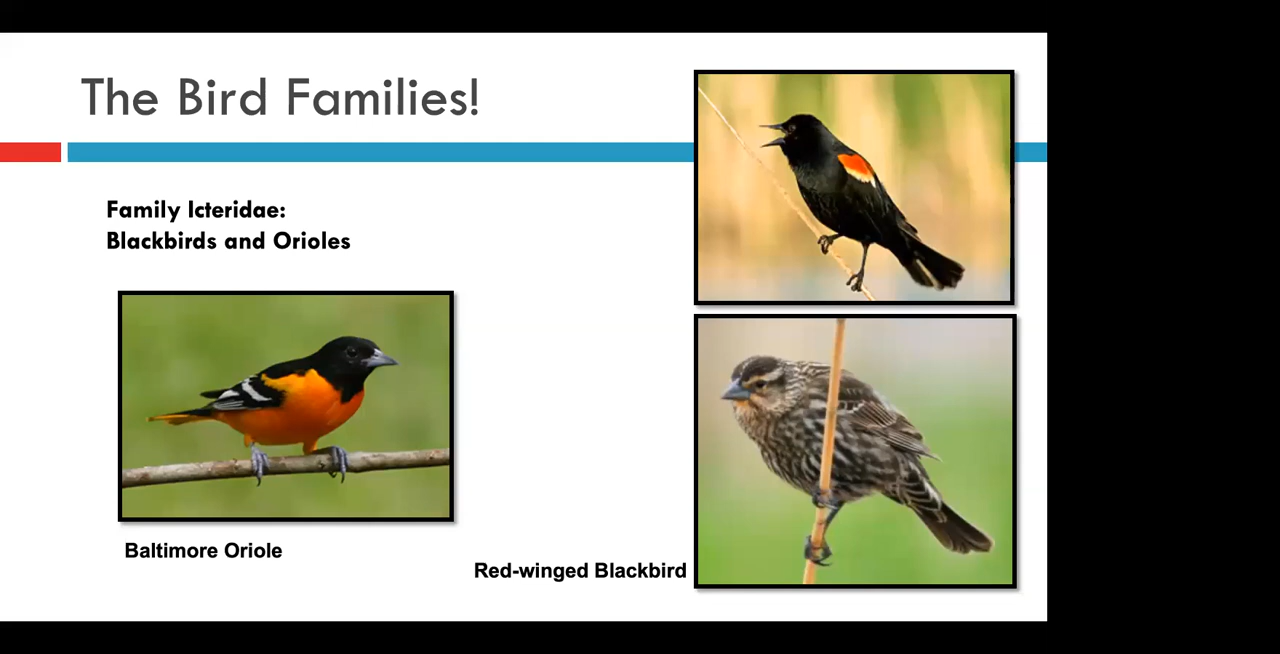 The Bird Families!
Family Icteridae:
Blackbirds and Orioles
Baltimore Oriole
Red-winged Blackbird